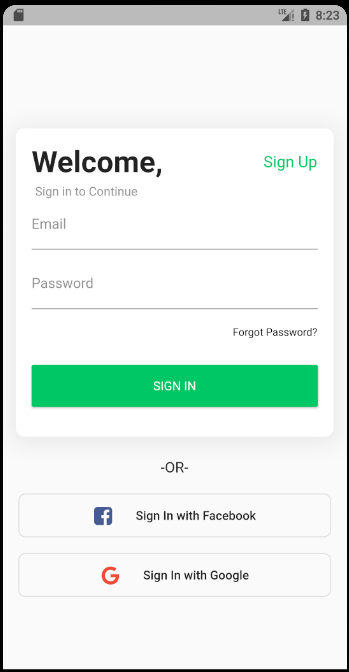 LTE 8:23
Welcome, Sign Up
Sign in to Continue
Email
Password
Forgot Password?
SIGN IN
-OR-
Sign In with Facebook
Sign In with Google